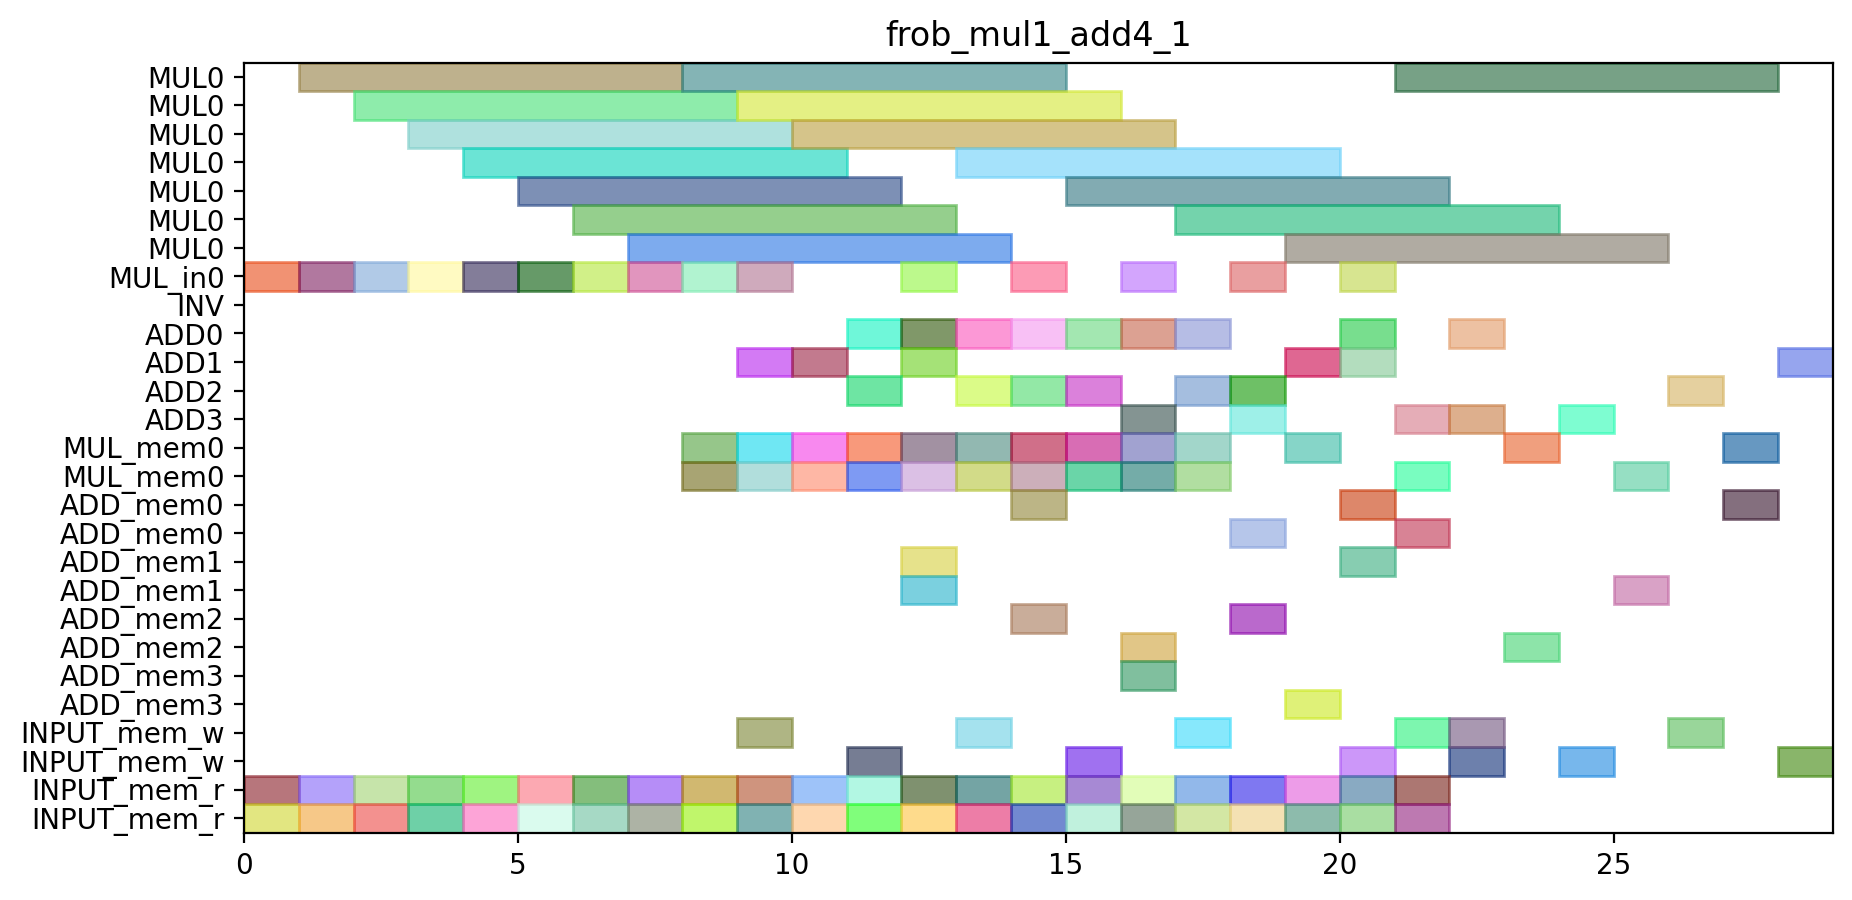 frob_mul1_add4_1
MUL0
MUL0
MUL0
MUL0
MUL0
MUL0
MUL0
MUL_in0
INV
ADD0
ADD1
ADD2
ADD3
MUL_mem0
MUL_mem0
ADD_mem0
ADD_mem0
ADD_mem1
ADD_mem1
ADD_mem2
ADD_mem2
ADD_mem3
ADD_mem3
INPUT_mem_w
INPUT_mem_w
INPUT_mem_r
INPUT_mem_r
0 5 10 15 20 25